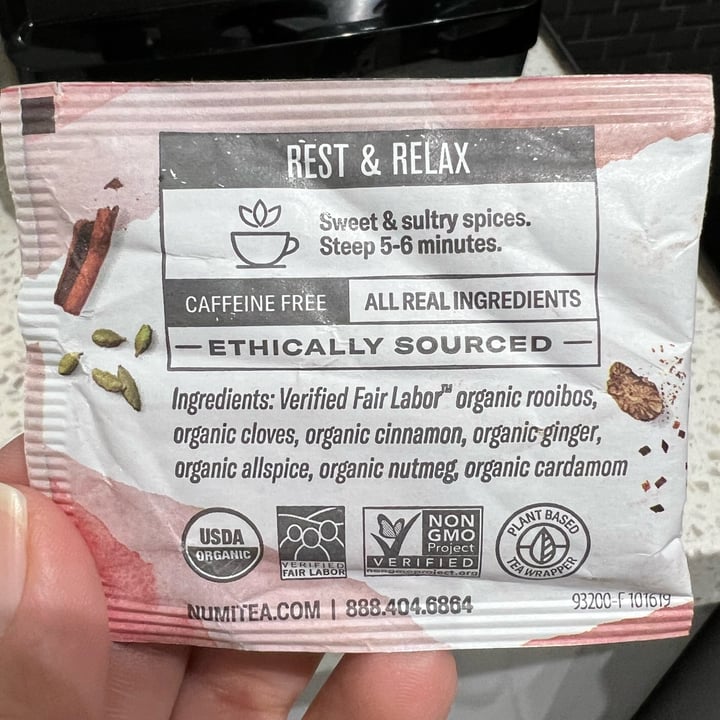 REST & RELAX
Sweet & sultry spices.
Steep 5-6 minutes.
CAFFEINE FREE
ALL REAL INGREDIENTS
ETHICALLY SOURCED
Ingredients: Verified Fair Labor™ organic rooibos,
organic cloves, organic cinnamon, organic ginger,
organic allspice, organic nutmeg, organic cardamom
USDA
ORGANIC
VERIFIED
FAIR LABOR
NON
GMO
Project
VERIFIED
nongmoproject.org
PLANT BASED
TEA WRAPPER
NUMITEA.COM | 888.404.6864
93200-F 101619